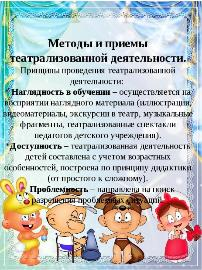 Методы и приемы
театрализованной деятельности.
Принципы проведения театрализованной
деятельности:
Наглядность в обучении – осуществляется на
восприятии наглядного материала (иллюстрации,
видеоматериалы, экскурсии в театр, музыкальные
фрагменты, театрализованные спектакли
педагогов детского учреждения).
Доступность – театрализованная деятельность
детей составлена с учетом возрастных
особенностей, построена по принципу дидактики
(от простого к сложному).
Проблемность – направлена на поиск
разрешения проблемных ситуаций.